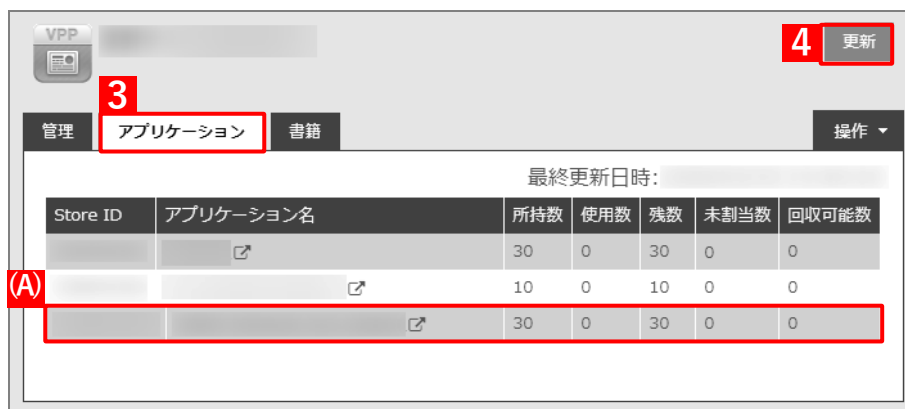 VPP
4 更新
3
管理 アプリケーション 書籍 操作
最終更新日時:
Store ID アプリケーション名 所持数 使用数 残数 未割当数 回収可能数
30 0 30 0 0
(A) 10 0 10 0 0
30 0 30 0 0